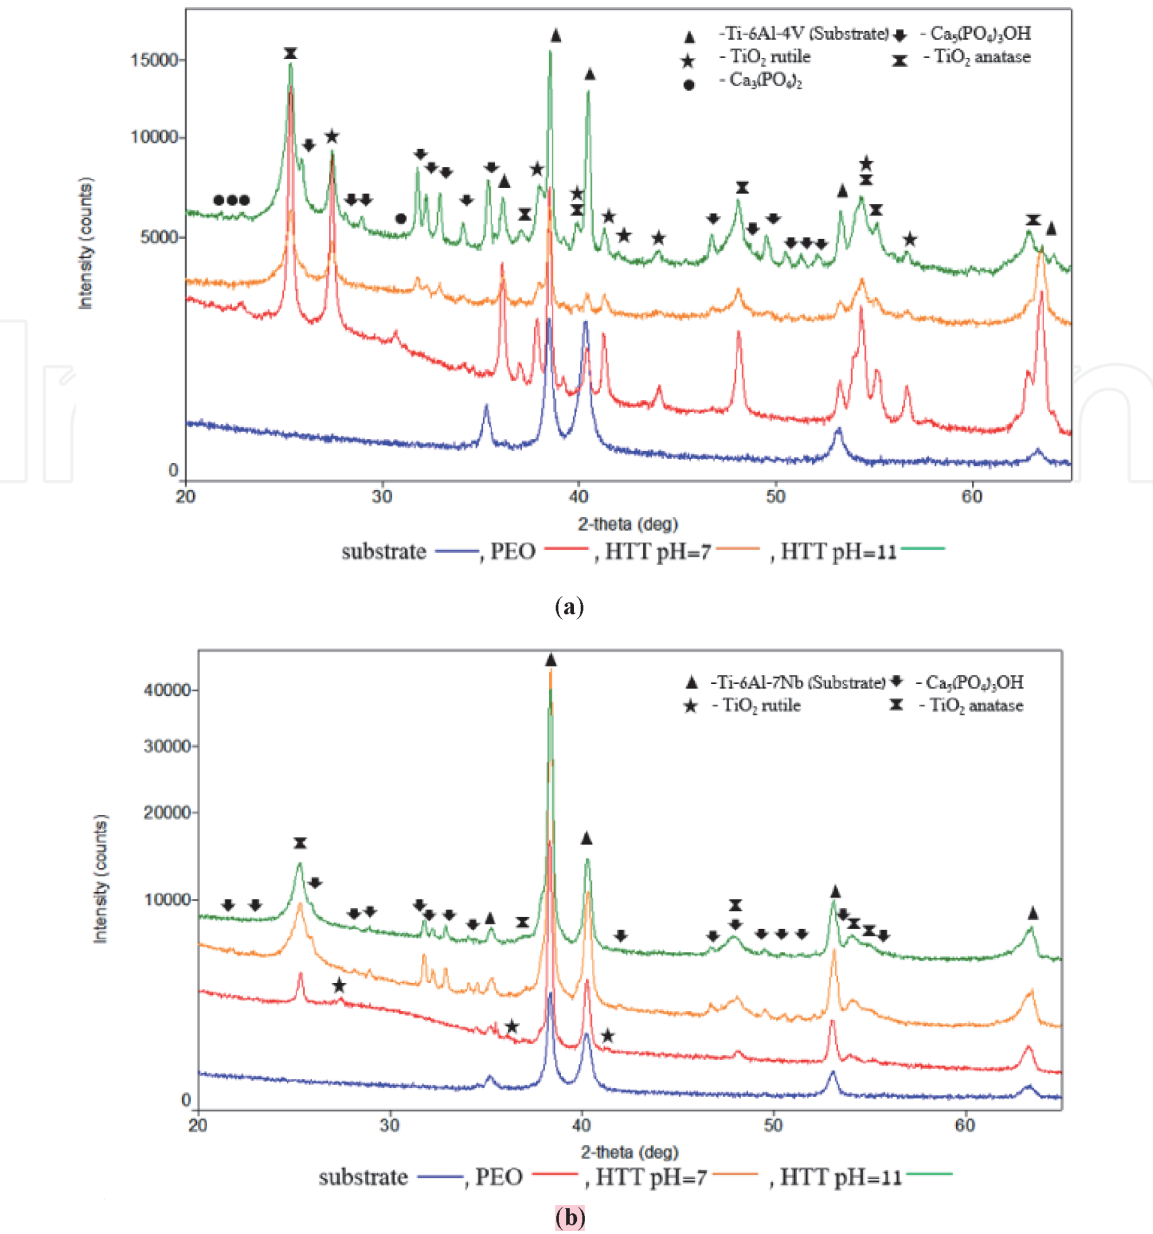 -Ti-6Al-4V (Substrate) - Ca₅(PO₄)₃OH
- TiO₂ rutile - TiO₂ anatase
- Ca₃(PO₄)₂
15000
10000
5000
0
Intensity (counts)
20 30 40 50 60
2-theta (deg)
substrate , PEO , HTT pH=7 , HTT pH=11
(a)
-Ti-6Al-7Nb (Substrate) - Ca₅(PO₄)₃OH
- TiO₂ rutile - TiO₂ anatase
40000
30000
20000
10000
0
Intensity (counts)
20 30 40 50 60
2-theta (deg)
substrate , PEO , HTT pH=7 , HTT pH=11
(b)